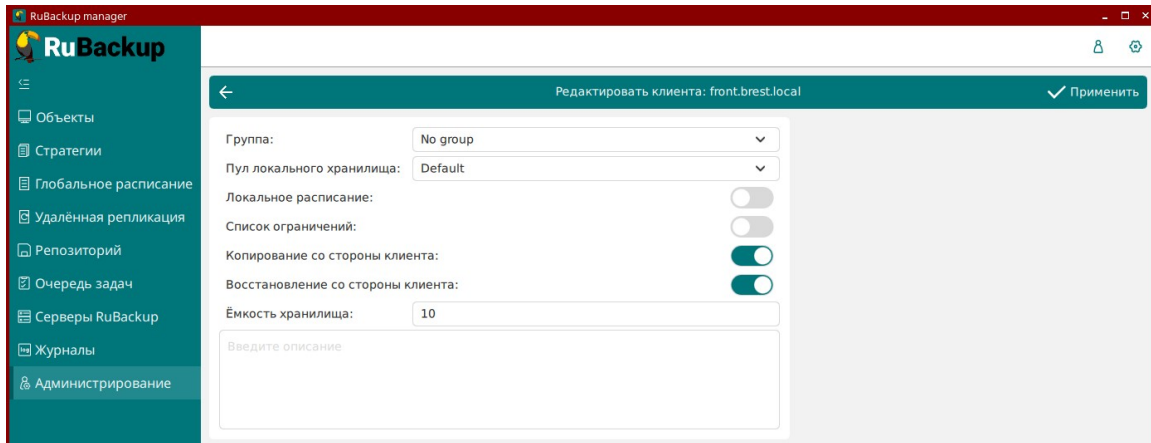 RuBackup manager
RuBackup
Объекты
Стратегии
Глобальное расписание
Удалённая репликация
Репозиторий
Очередь задач
Серверы RuBackup
Журналы
Администрирование
Редактировать клиента: front.brest.local
Применить
Группа: No group
Пул локального хранилища: Default
Локальное расписание:
Список ограничений:
Копирование со стороны клиента:
Восстановление со стороны клиента:
Ёмкость хранилища: 10
Введите описание